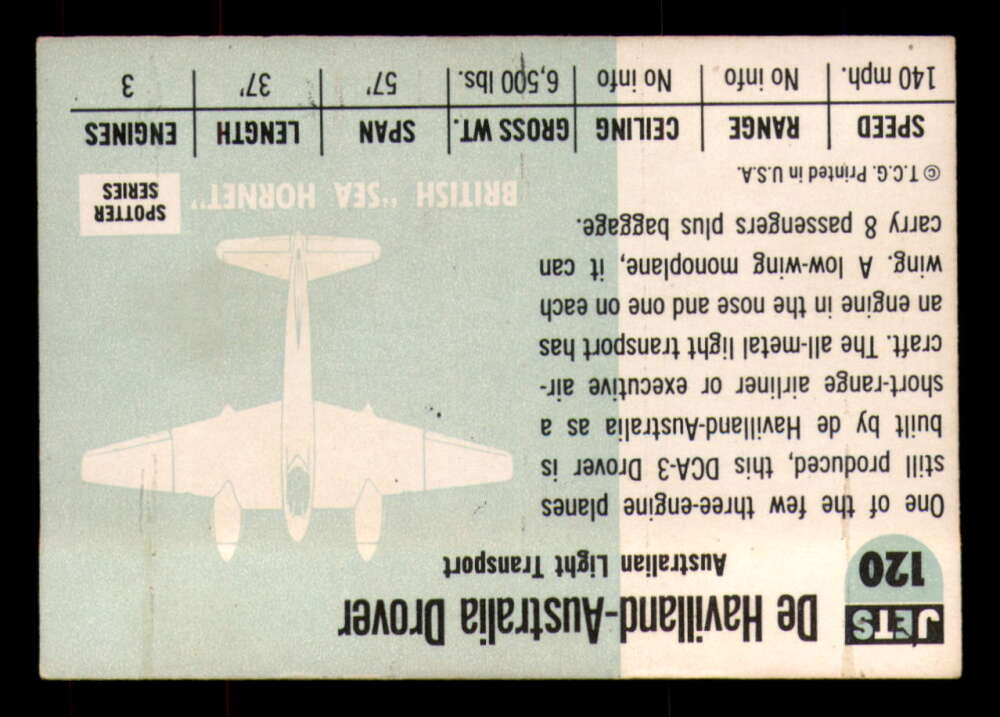 JETS
120
De Havilland-Australia Drover
Australian Light Transport
One of the few three-engine planes
still produced, this DCA-3 Drover is
built by de Havilland-Australia as a
short-range airliner or executive air-
craft. The all-metal light transport has
an engine in the nose and one on each
wing. A low-wing monoplane, it can
carry 8 passengers plus baggage.
© T.C.G. Printed in U.S.A.
BRITISH "SEA HORNET"
SPOTTER
SERIES
SPEED RANGE CEILING GROSS WT. SPAN LENGTH ENGINES
140 mph. No info No info 6,500 lbs. 57' 37' 3